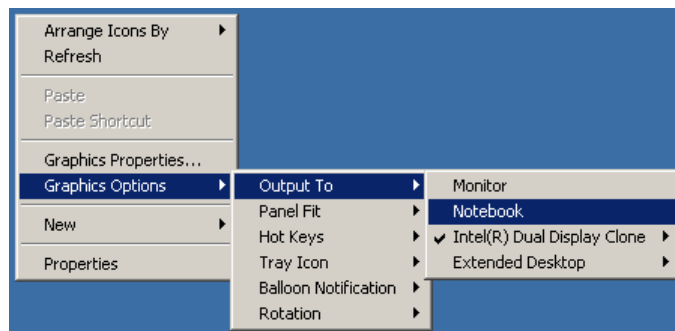 Arrange Icons By
Refresh
Paste
Paste Shortcut
Graphics Properties...
Graphics Options
New
Properties
Output To
Panel Fit
Hot Keys
Tray Icon
Balloon Notification
Rotation
Monitor
Notebook
Intel(R) Dual Display Clone
Extended Desktop